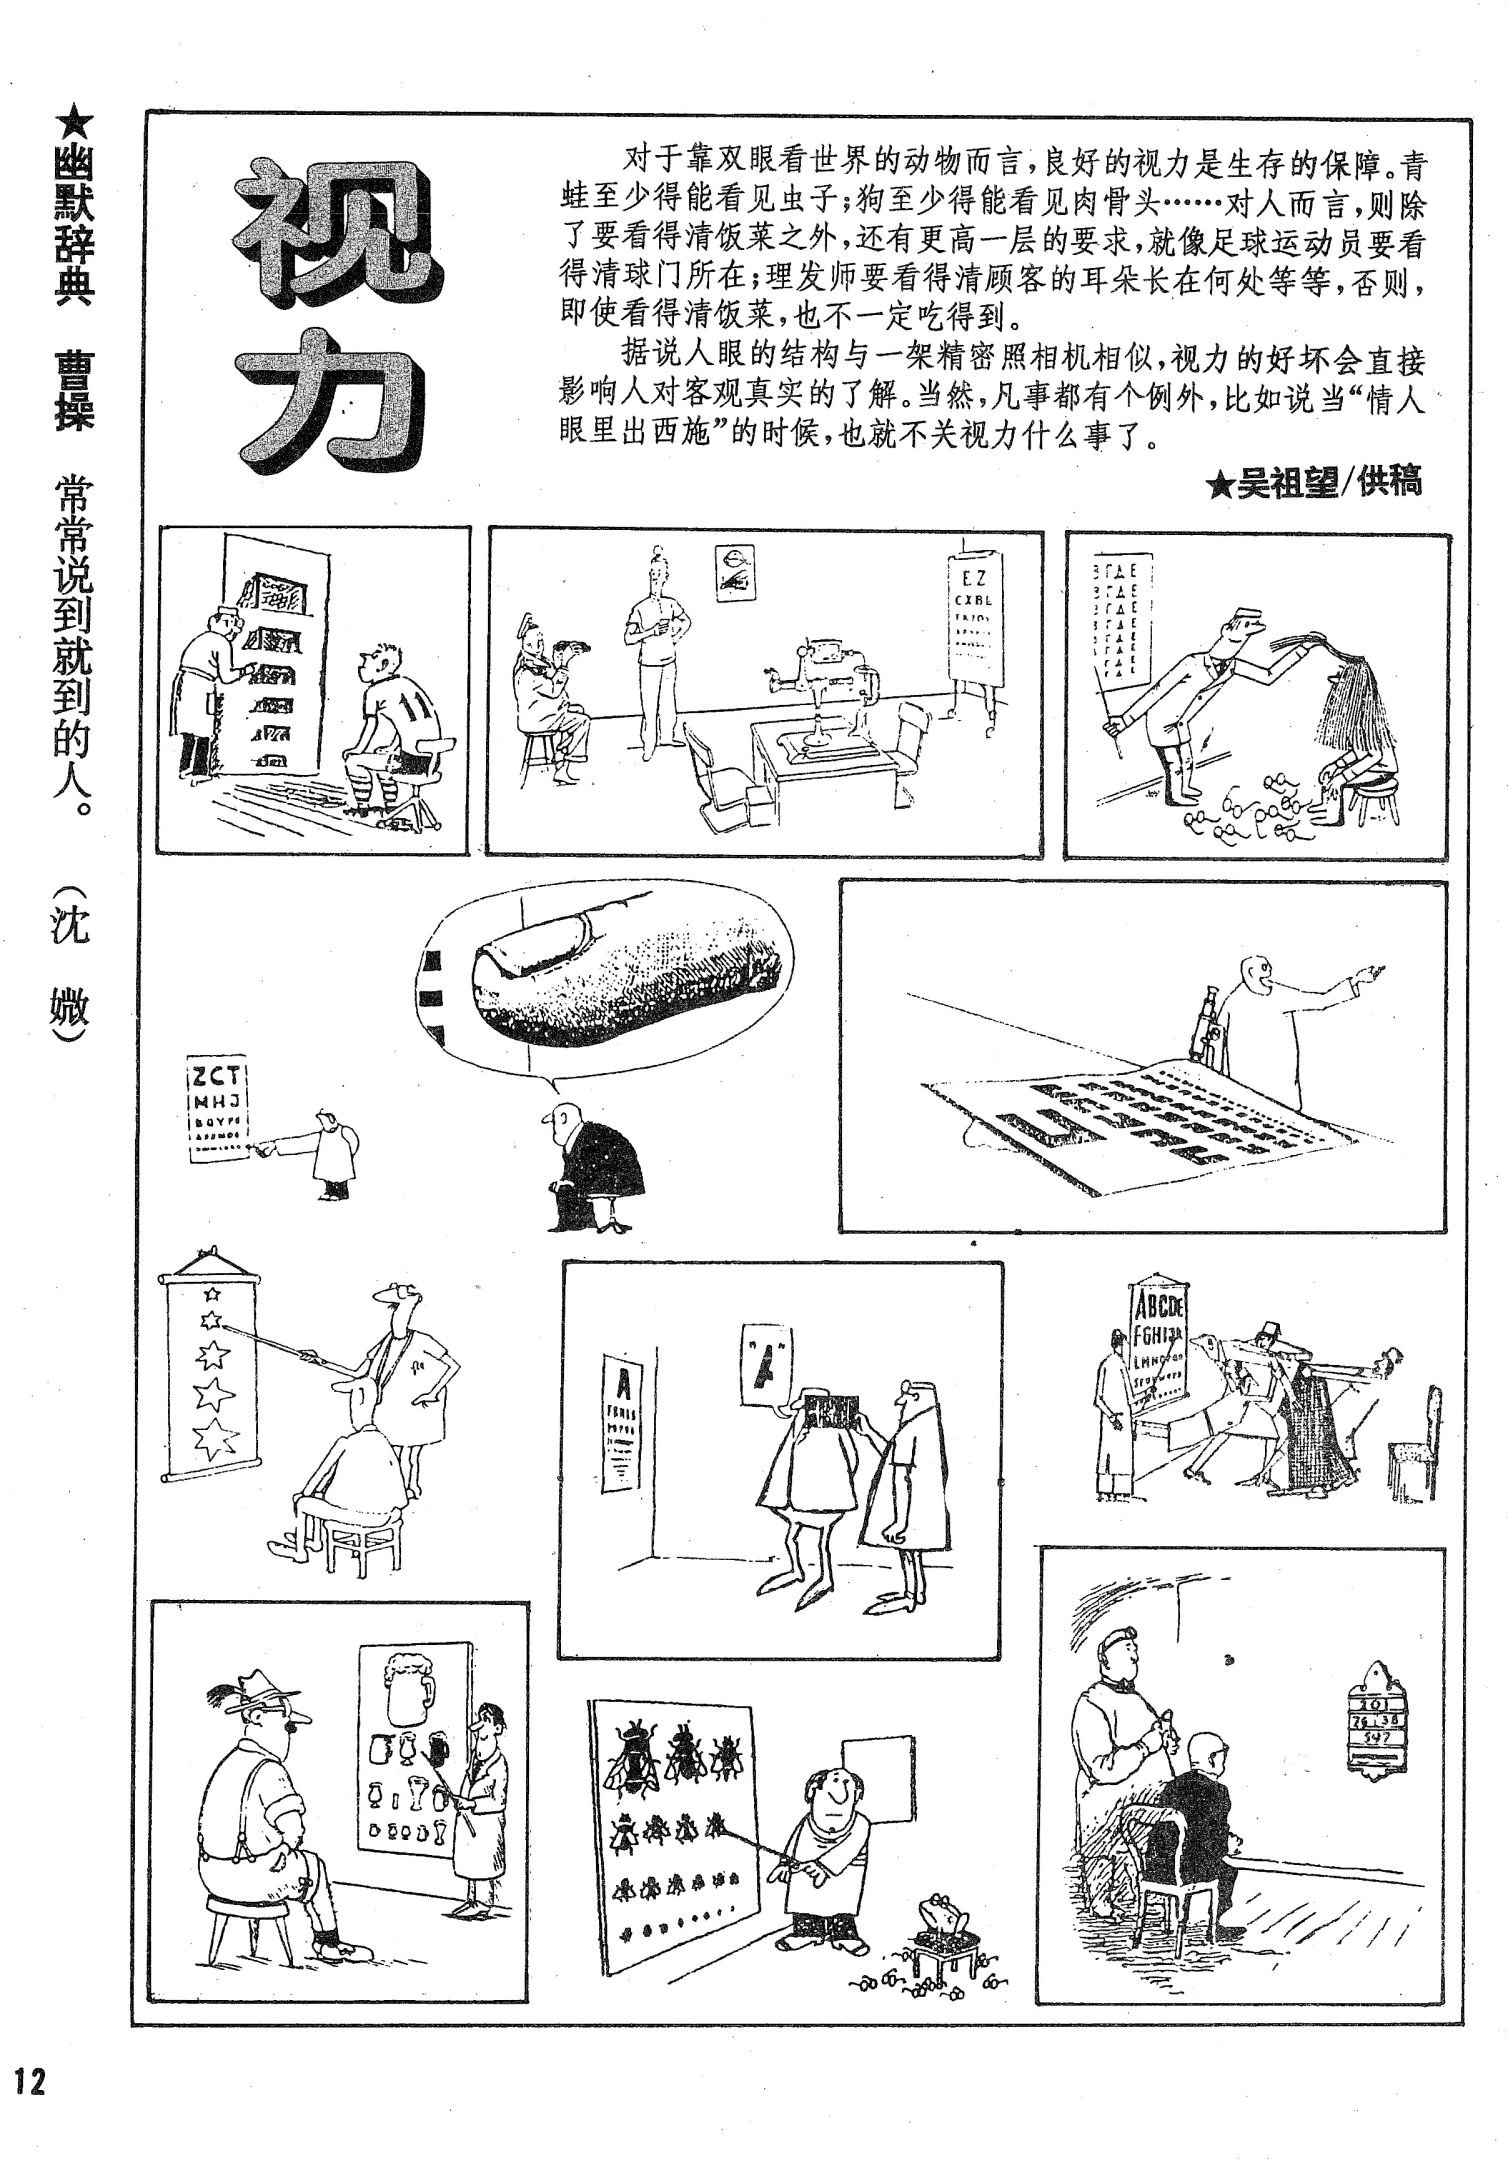 ★幽默辞典 曹操 常常说到就到的人。 (沈 媺)
视力
对于靠双眼看世界的动物而言,良好的视力是生存的保障。青
蛙至少得能看见虫子;狗至少得能看见肉骨头……对人而言,则除
了要看得清饭菜之外,还有更高一层的要求,就像足球运动员要看
得清球门所在;理发师要看得清顾客的耳朵长在何处等等,否则,
即使看得清饭菜,也不一定吃得到。
据说人眼的结构与一架精密照相机相似,视力的好坏会直接
影响人对客观真实的了解。当然,凡事都有个例外,比如说当“情人
眼里出西施”的时候,也就不关视力什么事了。
★吴祖望/供稿
11
EZ
CXBL
ZCT
MHJ
"A"
A
ABCDE
FGHIJK
201
76 38
547
12